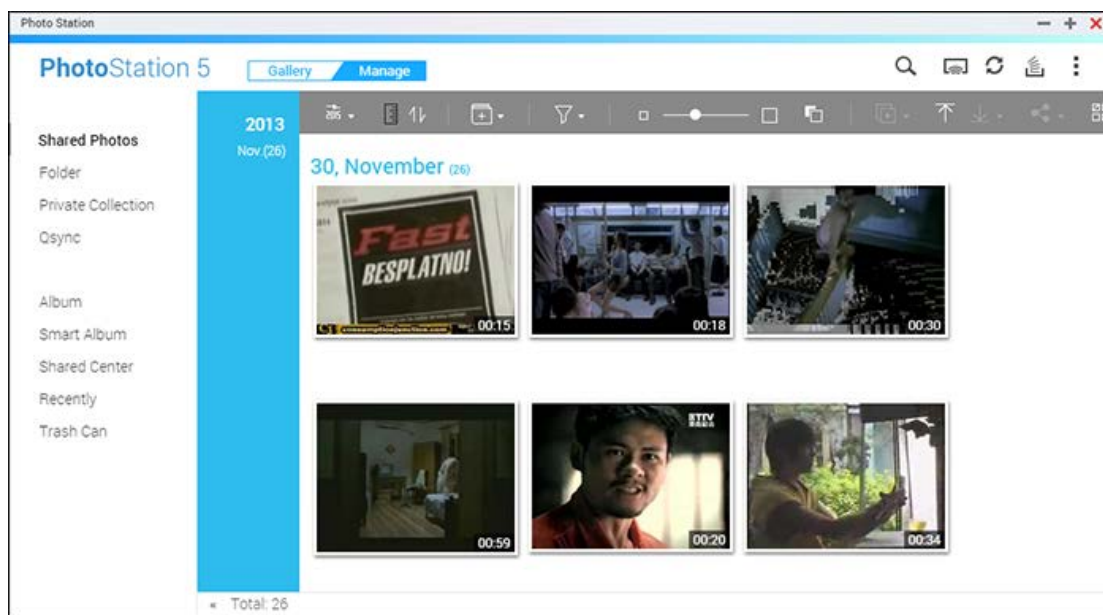 Photo Station
PhotoStation 5
Gallery
Manage
Shared Photos
Folder
Private Collection
Qsync
Album
Smart Album
Shared Center
Recently
Trash Can
2013
Nov.(26)
30, November (26)
Fast
BESPLATNO!
00:15
00:18
00:30
00:59
TTV
00:20
00:34
« Total: 26